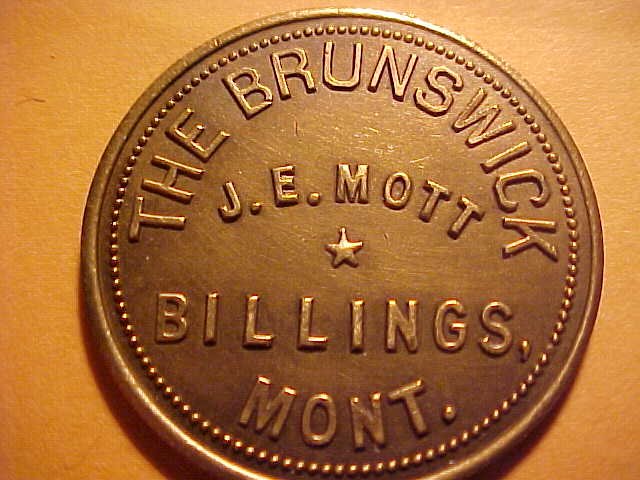 THE BRUNSWICK
J.E. MOTT
BILLINGS,
MONT.